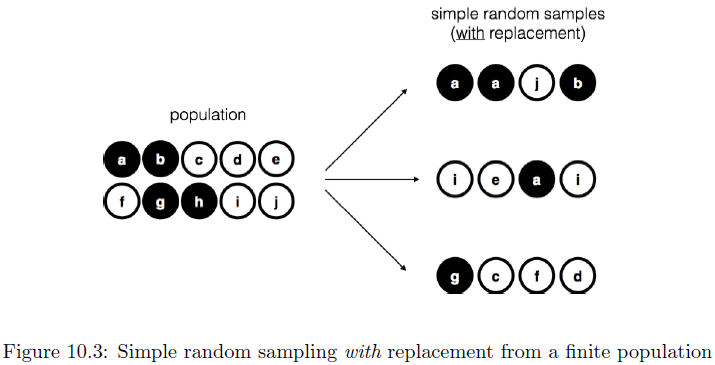 simple random samples
(with replacement)
population
a a j b
a b c d e
i e a i
f g h i j
g c f d
Figure 10.3: Simple random sampling with replacement from a finite population